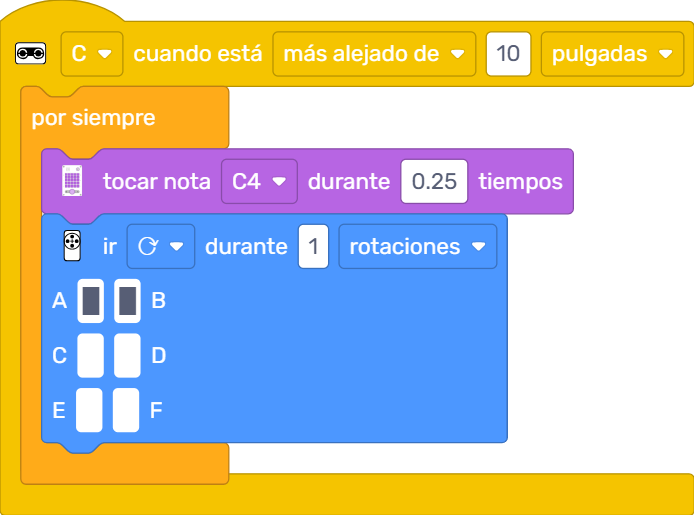 C cuando está más alejado de 10 pulgadas
por siempre
tocar nota C4 durante 0.25 tiempos
ir durante 1 rotaciones
A B
C D
E F